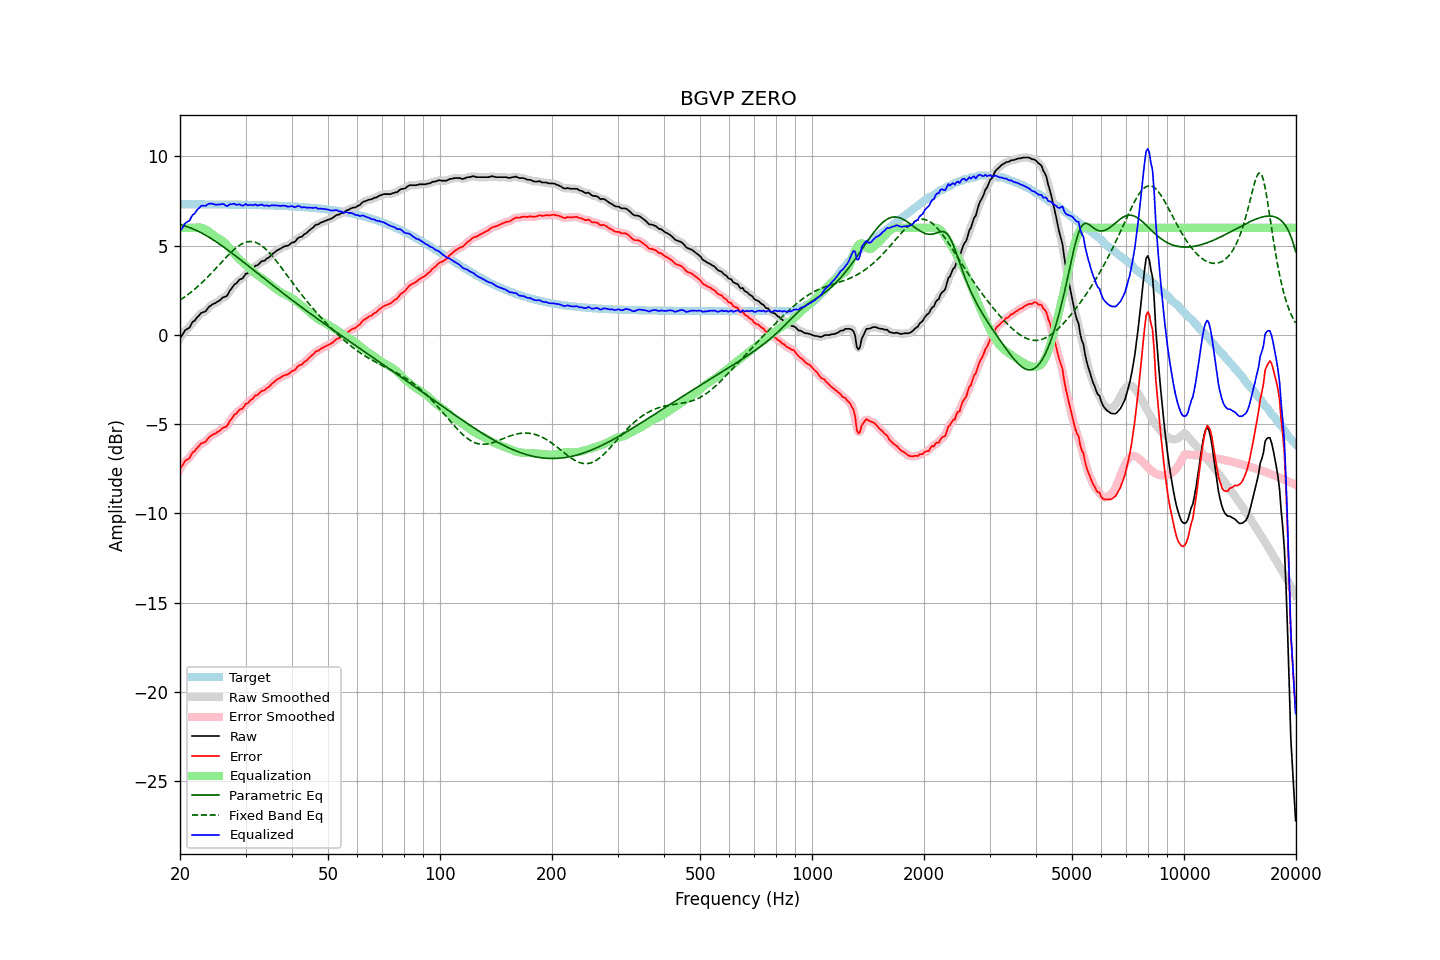 BGVP ZERO
Amplitude (dBr)
10
5
0
−5
−10
−15
−20
−25
Target
Raw Smoothed
Error Smoothed
Raw
Error
Equalization
Parametric Eq
Fixed Band Eq
Equalized
20 50 100 200 500 1000 2000 5000 10000 20000
Frequency (Hz)